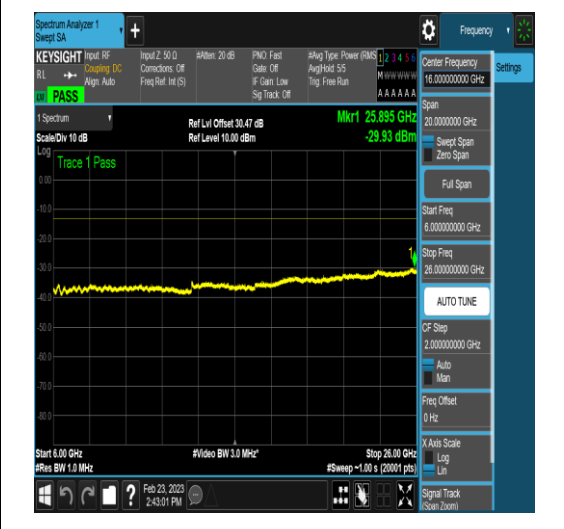 Spectrum Analyzer 1
Swept SA
+
Frequency
KEYSIGHT
RL
Input: RF
Coupling: DC
Align: Auto
Input Z: 50 Ω
Corrections: Off
Freq Ref: Int (S)
#Atten: 20 dB
PNO: Fast
Gate: Off
IF Gain: Low
Sig Track: Off
#Avg Type: Power (RMS
Avg|Hold: 5/5
Trig: Free Run
1 2 3 4 5 6
M W W W W W
A A A A A A
PASS
Center Frequency
16.000000000 GHz
Settings
Span
20.0000000 GHz
Swept Span
Zero Span
Full Span
Start Freq
6.000000000 GHz
Stop Freq
26.000000000 GHz
AUTO TUNE
CF Step
2.000000000 GHz
Auto
Man
Freq Offset
0 Hz
X Axis Scale
Log
Lin
Signal Track
(Span Zoom)
1 Spectrum
Scale/Div 10 dB
Ref Lvl Offset 30.47 dB
Ref Level 10.00 dBm
Mkr1 25.895 GHz
-29.93 dBm
Log
Trace 1 Pass
0.00
-10.0
-20.0
-30.0
-40.0
-50.0
-60.0
-70.0
-80.0
1
Start 6.00 GHz
#Res BW 1.0 MHz
#Video BW 3.0 MHz*
Stop 26.00 GHz
#Sweep ~1.00 s (20001 pts)
?
Feb 23, 2023
2:43:01 PM